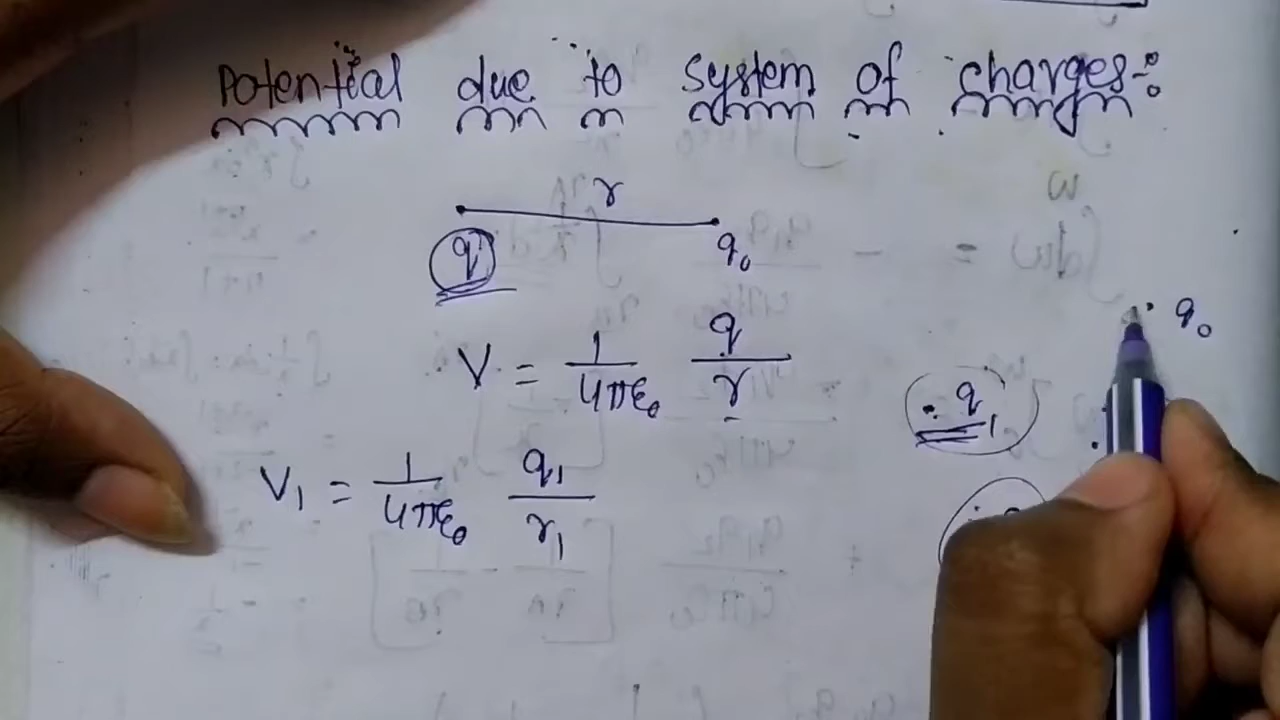 Potential due to system of charges:
r
q q₀
q₀
V = 1/4πε₀ q/r
q₁
V₁ = 1/4πε₀ q₁/r₁